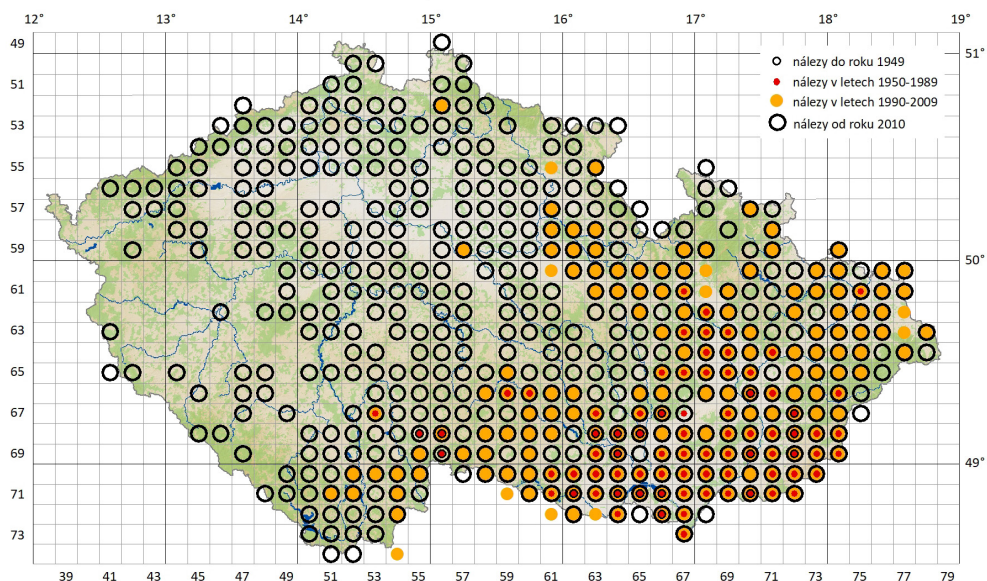 12° 13° 14° 15° 16° 17° 18° 19°
49
51°
nálezy do roku 1949
51
nálezy v letech 1950-1989
nálezy v letech 1990-2009
53
nálezy od roku 2010
55
57
59
50°
61
63
65
67
69
49°
71
73
39 41 43 45 47 49 51 53 55 57 59 61 63 65 67 69 71 73 75 77 79